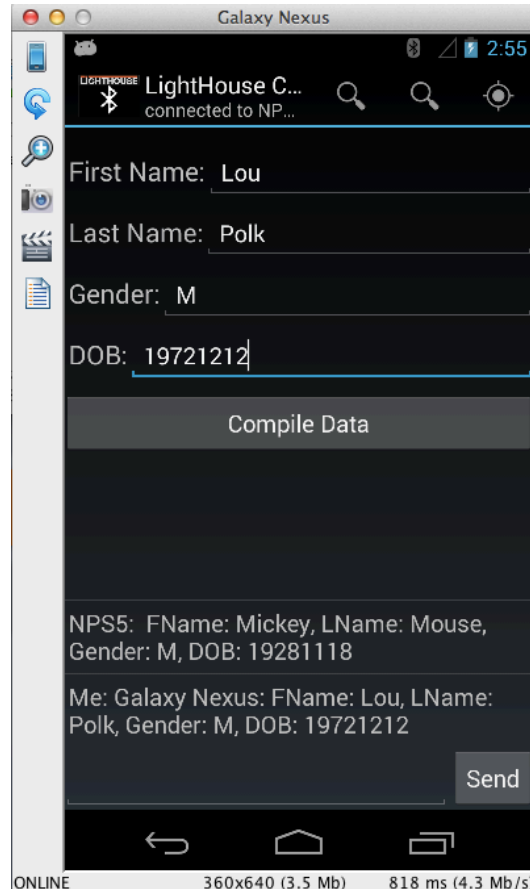 Galaxy Nexus
2:55
LIGHTHOUSE
LightHouse C...
connected to NP...
First Name: Lou
Last Name: Polk
Gender: M
DOB: 19721212
Compile Data
NPS5:  FName: Mickey, LName: Mouse,
Gender: M, DOB: 19281118
Me: Galaxy Nexus: FName: Lou, LName:
Polk, Gender: M, DOB: 19721212
Send
ONLINE 360x640 (3.5 Mb) 818 ms (4.3 Mb/s